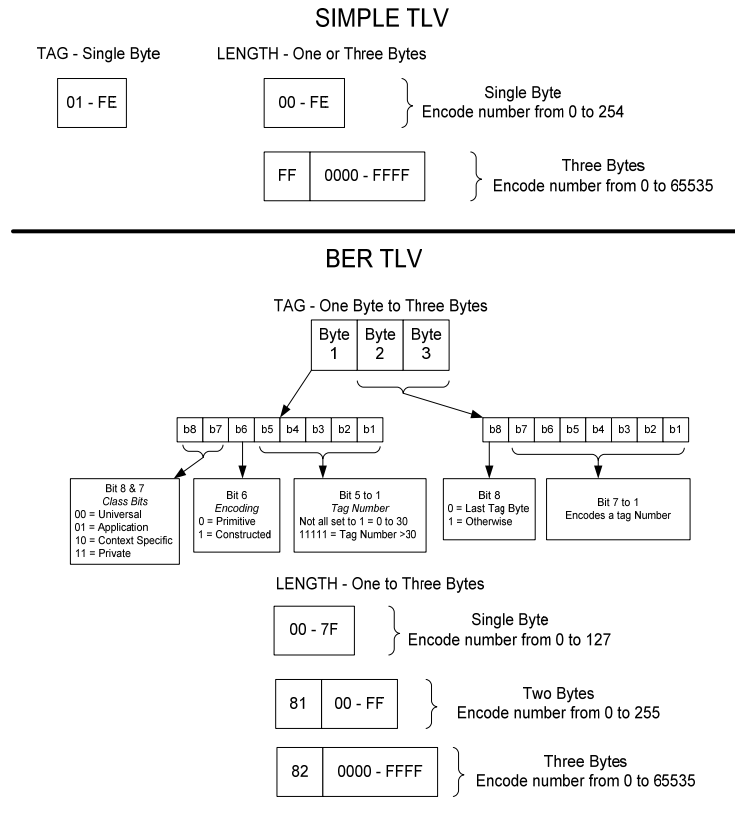 SIMPLE TLV
TAG - Single Byte
LENGTH - One or Three Bytes
01 - FE
00 - FE
Single Byte
Encode number from 0 to 254
FF
0000 - FFFF
Three Bytes
Encode number from 0 to 65535
BER TLV
TAG - One Byte to Three Bytes
Byte
1
Byte
2
Byte
3
b8 b7 b6 b5 b4 b3 b2 b1
b8 b7 b6 b5 b4 b3 b2 b1
Bit 8 & 7
Class Bits
00 = Universal
01 = Application
10 = Context Specific
11 = Private
Bit 6
Encoding
0 = Primitive
1 = Constructed
Bit 5 to 1
Tag Number
Not all set to 1 = 0 to 30
11111 = Tag Number >30
Bit 8
0 = Last Tag Byte
1 = Otherwise
Bit 7 to 1
Encodes a tag Number
LENGTH - One to Three Bytes
00 - 7F
Single Byte
Encode number from 0 to 127
81
00 - FF
Two Bytes
Encode number from 0 to 255
82
0000 - FFFF
Three Bytes
Encode number from 0 to 65535